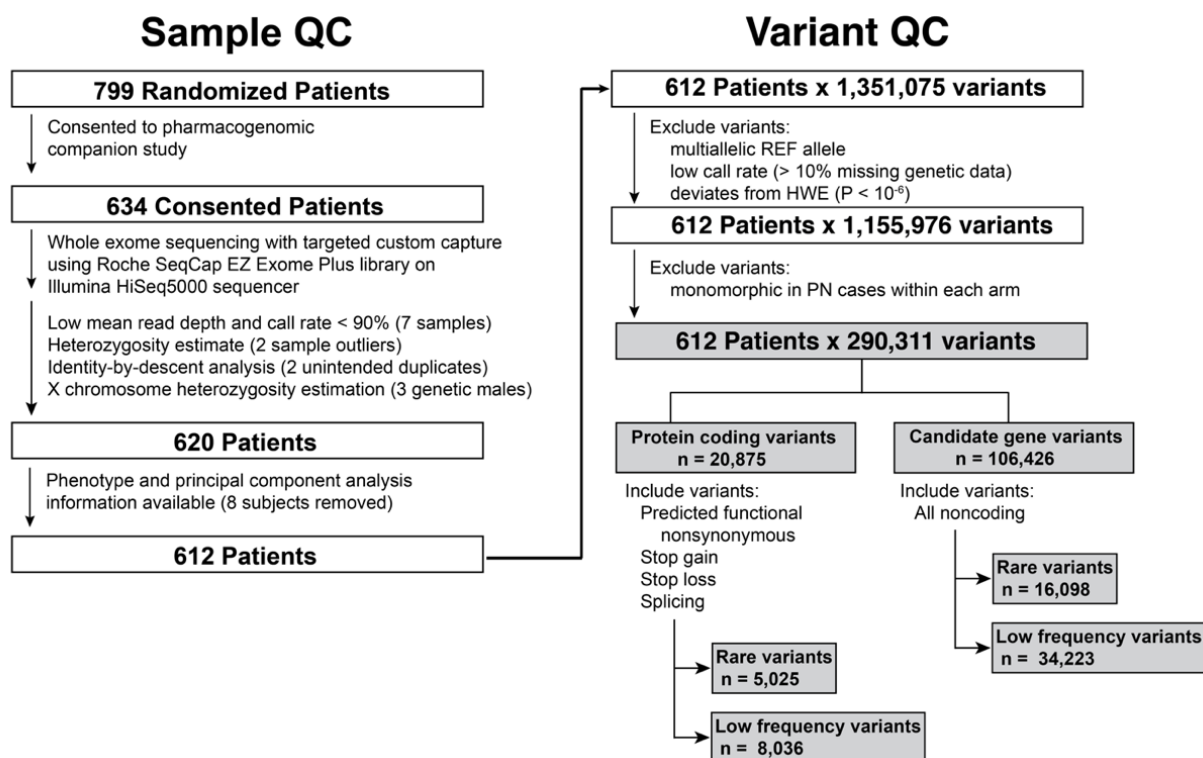 Sample QC
799 Randomized Patients
Consented to pharmacogenomic
companion study
634 Consented Patients
Whole exome sequencing with targeted custom capture
using Roche SeqCap EZ Exome Plus library on
Illumina HiSeq5000 sequencer
Low mean read depth and call rate < 90% (7 samples)
Heterozygosity estimate (2 sample outliers)
Identity-by-descent analysis (2 unintended duplicates)
X chromosome heterozygosity estimation (3 genetic males)
620 Patients
Phenotype and principal component analysis
information available (8 subjects removed)
612 Patients
Variant QC
612 Patients x 1,351,075 variants
Exclude variants:
multiallelic REF allele
low call rate (> 10% missing genetic data)
deviates from HWE (P < 10⁻⁶)
612 Patients x 1,155,976 variants
Exclude variants:
monomorphic in PN cases within each arm
612 Patients x 290,311 variants
Protein coding variants
n = 20,875
Include variants:
Predicted functional
nonsynonymous
Stop gain
Stop loss
Splicing
Rare variants
n = 5,025
Low frequency variants
n = 8,036
Candidate gene variants
n = 106,426
Include variants:
All noncoding
Rare variants
n = 16,098
Low frequency variants
n = 34,223